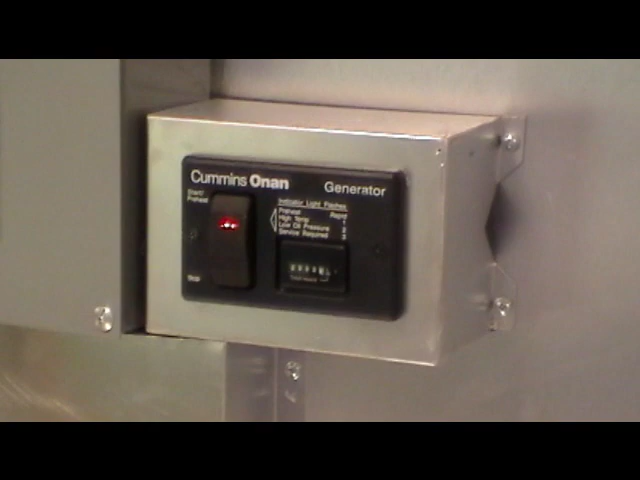 Cummins Onan
Generator
Start/
Preheat
Indicator Light Flashes
Preheat Rapid
High Temp 1
Low Oil Pressure 2
Service Required 3
Stop